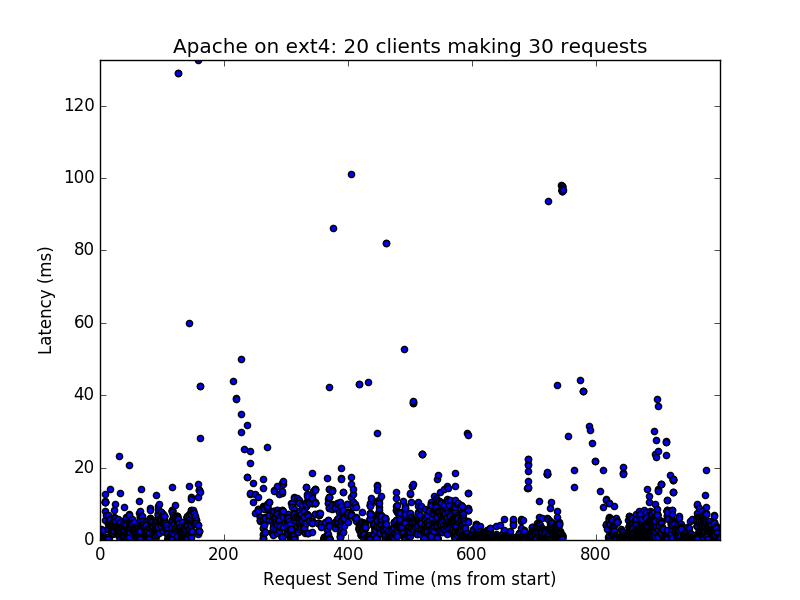 Apache on ext4: 20 clients making 30 requests
120
100
80
60
40
20
0
Latency (ms)
0 200 400 600 800
Request Send Time (ms from start)